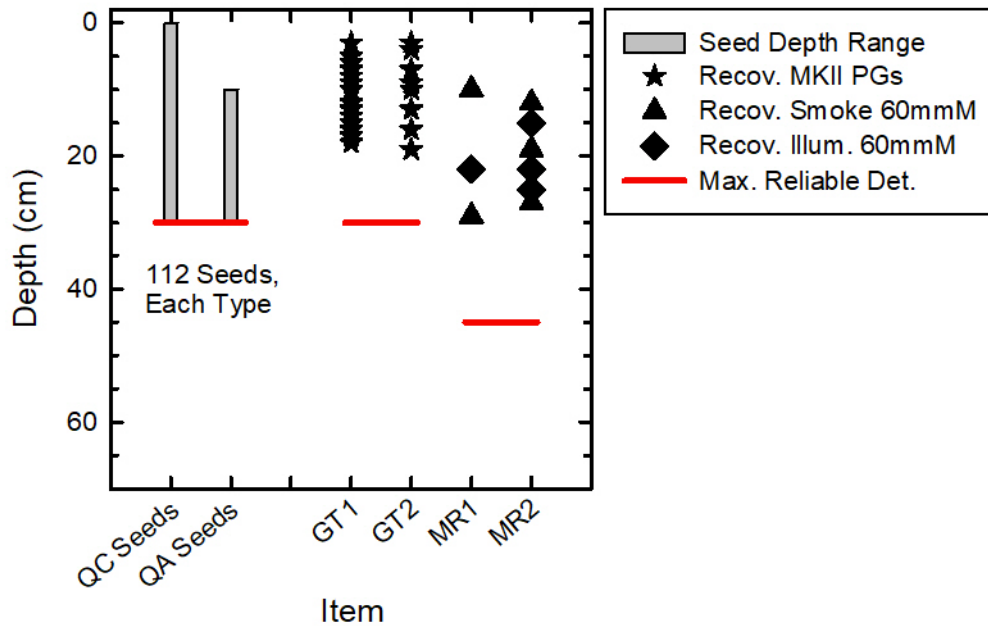 0
20
40
60
Depth (cm)
112 Seeds,
Each Type
QC Seeds
QA Seeds
GT1
GT2
MR1
MR2
Item
Seed Depth Range
Recov. MKII PGs
Recov. Smoke 60mmM
Recov. Illum. 60mmM
Max. Reliable Det.